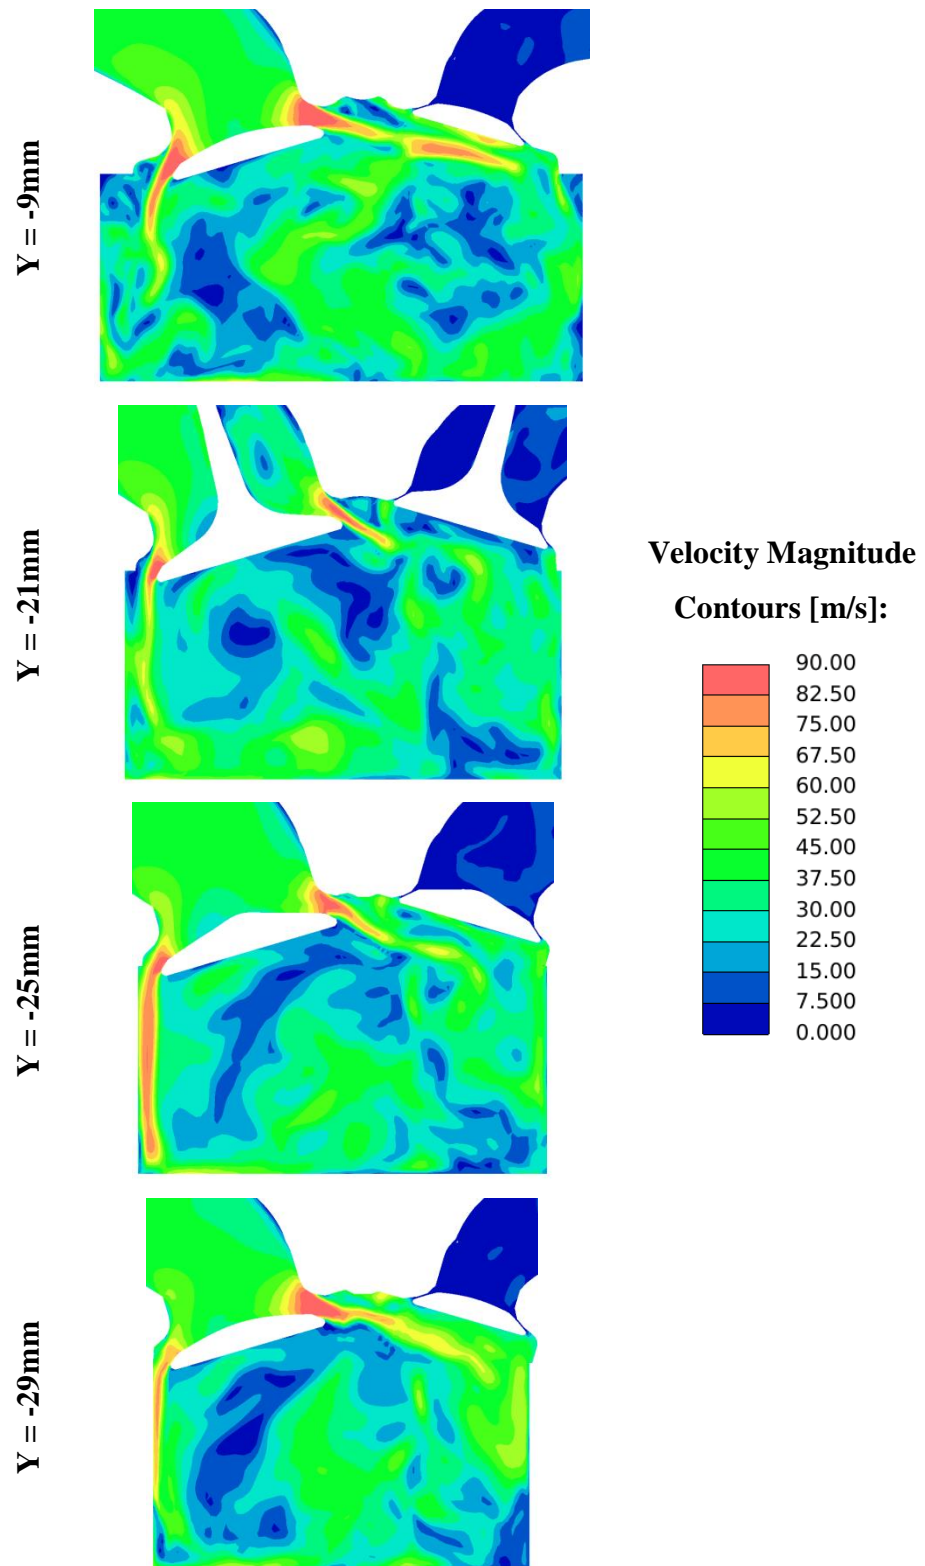 Y = -9mm
Y = -21mm
Y = -25mm
Y = -29mm
Velocity Magnitude
Contours [m/s]:
90.00
82.50
75.00
67.50
60.00
52.50
45.00
37.50
30.00
22.50
15.00
7.500
0.000